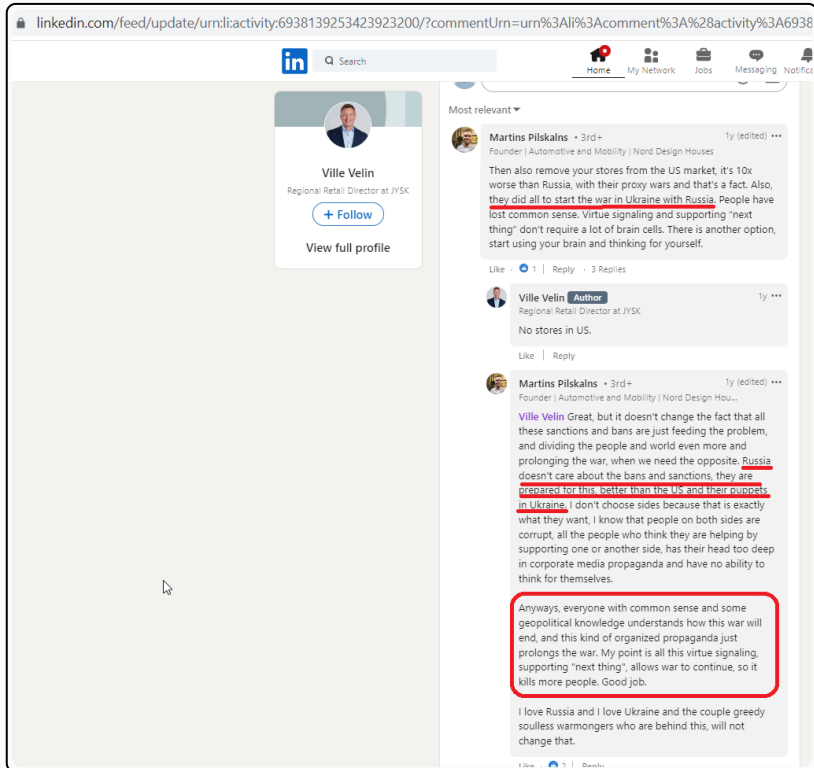 linkedin.com/feed/update/urn:li:activity:6938139253423923200/?commentUrn=urn%3Ali%3Acomment%3A%28activity%3A6938
in
Search
Home
My Network
Jobs
Messaging
Ville Velin
Regional Retail Director at JYSK
+ Follow
View full profile
Most relevant
Martins Pilskalns • 3rd+
1y (edited) •••
Founder | Automotive and Mobility | Nord Design Houses
Then also remove your stores from the US market, it's 10x
worse than Russia, with their proxy wars and that's a fact. Also,
they did all to start the war in Ukraine with Russia. People have
lost common sense. Virtue signaling and supporting "next
thing" don't require a lot of brain cells. There is another option,
start using your brain and thinking for yourself.
Like · 1 | Reply · 3 Replies
Ville Velin Author
1y •••
Regional Retail Director at JYSK
No stores in US.
Like | Reply
Martins Pilskalns • 3rd+
1y (edited) •••
Founder | Automotive and Mobility | Nord Design Hou...
Ville Velin Great, but it doesn't change the fact that all
these sanctions and bans are just feeding the problem,
and dividing the people and world even more and
prolonging the war, when we need the opposite. Russia
doesn't care about the bans and sanctions, they are
prepared for this, better than the US and their puppets
in Ukraine. I don't choose sides because that is exactly
what they want, I know that people on both sides are
corrupt, all the people who think they are helping by
supporting one or another side, has their head too deep
in corporate media propaganda and have no ability to
think for themselves.
Anyways, everyone with common sense and some
geopolitical knowledge understands how this war will
end, and this kind of organized propaganda just
prolongs the war. My point is all this virtue signaling,
supporting "next thing", allows war to continue, so it
kills more people. Good job.
I love Russia and I love Ukraine and the couple greedy
soulless warmongers who are behind this, will not
change that.
Like · 2 | Reply